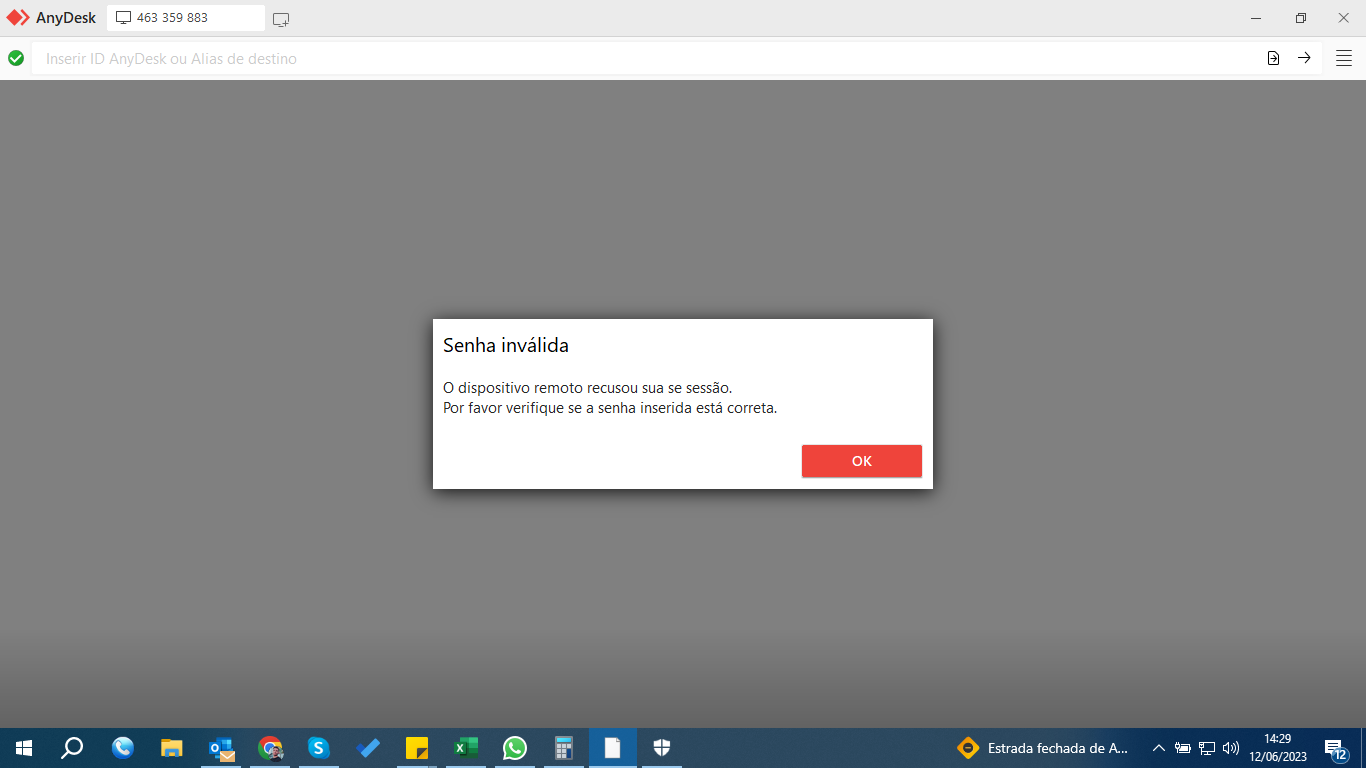 AnyDesk
463 359 883
Inserir ID AnyDesk ou Alias de destino
Senha inválida
O dispositivo remoto recusou sua se sessão.
Por favor verifique se a senha inserida está correta.
OK
Estrada fechada de A...
14:29
12/06/2023
12